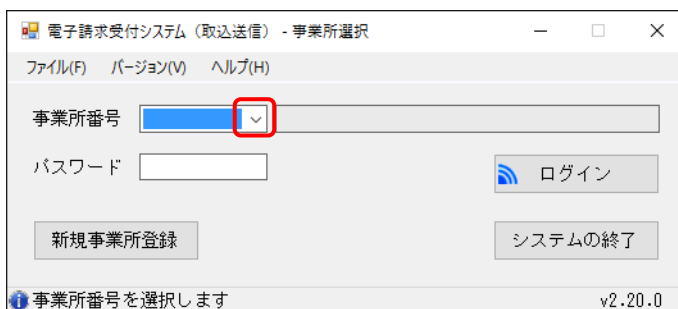 電子請求受付システム（取込送信） - 事業所選択
ファイル(F) バージョン(V) ヘルプ(H)
事業所番号
パスワード
ログイン
新規事業所登録 システムの終了
事業所番号を選択します v2.20.0